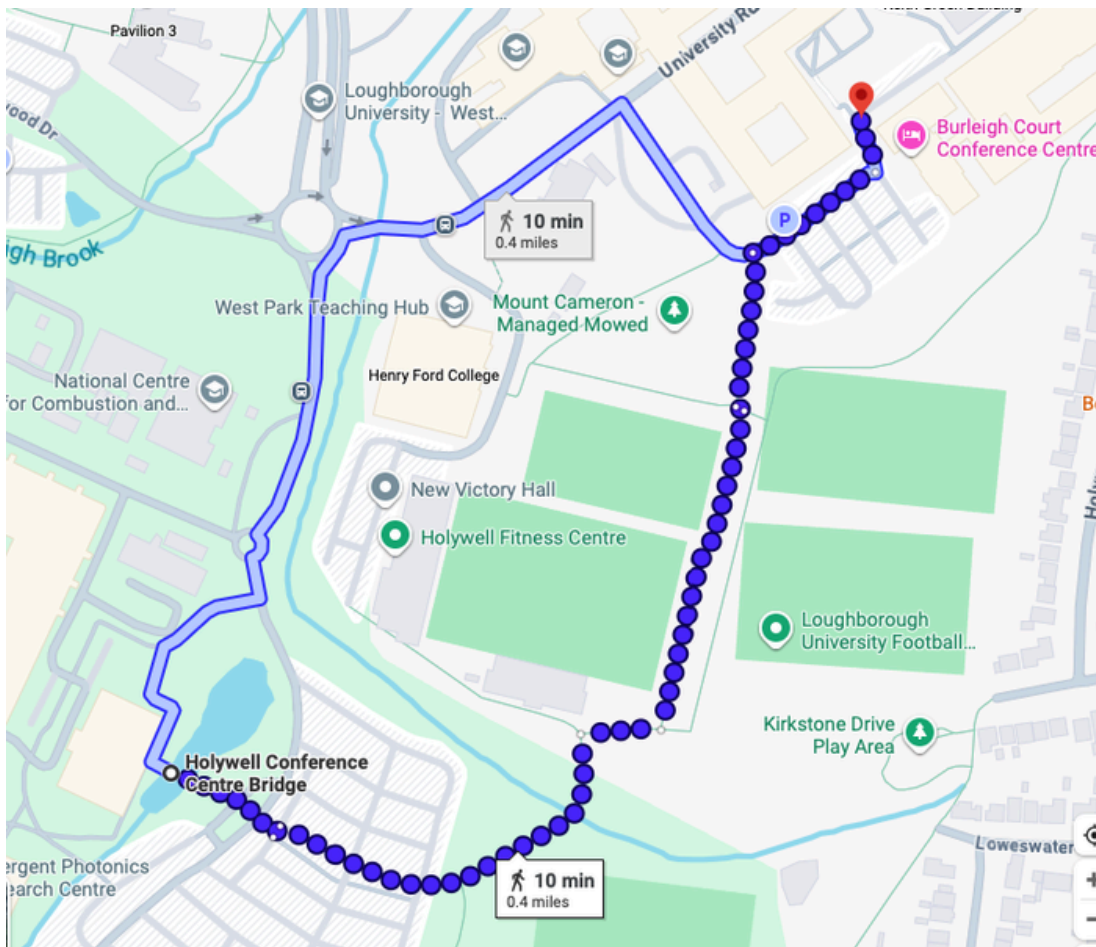 Pavilion 3
University Rd
Loughborough
University - West...
Burleigh Court
Conference Centre
wood Dr
P
10 min
0.4 miles
igh Brook
West Park Teaching Hub
Mount Cameron -
Managed Mowed
National Centre
for Combustion and...
Henry Ford College
New Victory Hall
Holywell Fitness Centre
Loughborough
University Football...
Kirkstone Drive
Play Area
Holywell Conference
Centre Bridge
Loweswater
ergent Photonics
earch Centre
10 min
0.4 miles